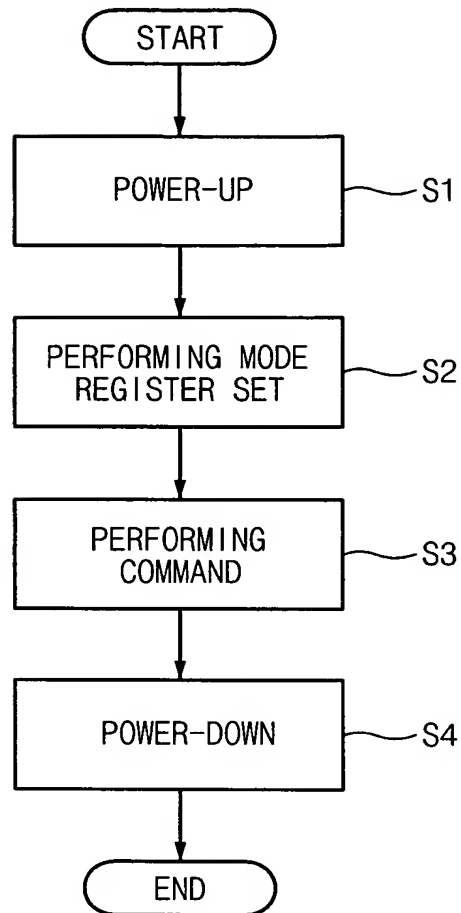 START
POWER-UP
S1
PERFORMING MODE
REGISTER SET
S2
PERFORMING
COMMAND
S3
POWER-DOWN
S4
END